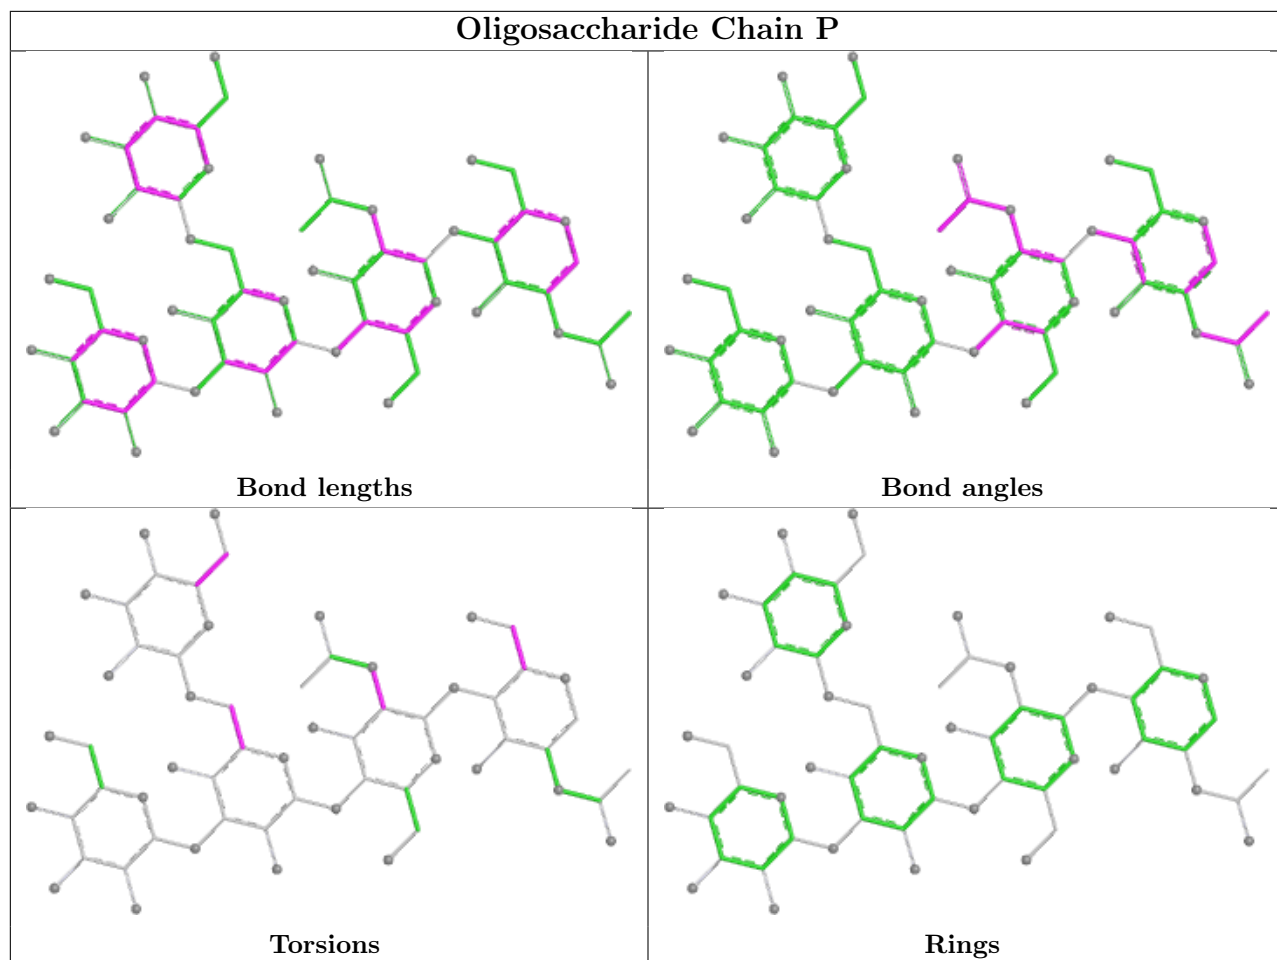 Oligosaccharide Chain P
Bond lengths
Bond angles
Torsions
Rings